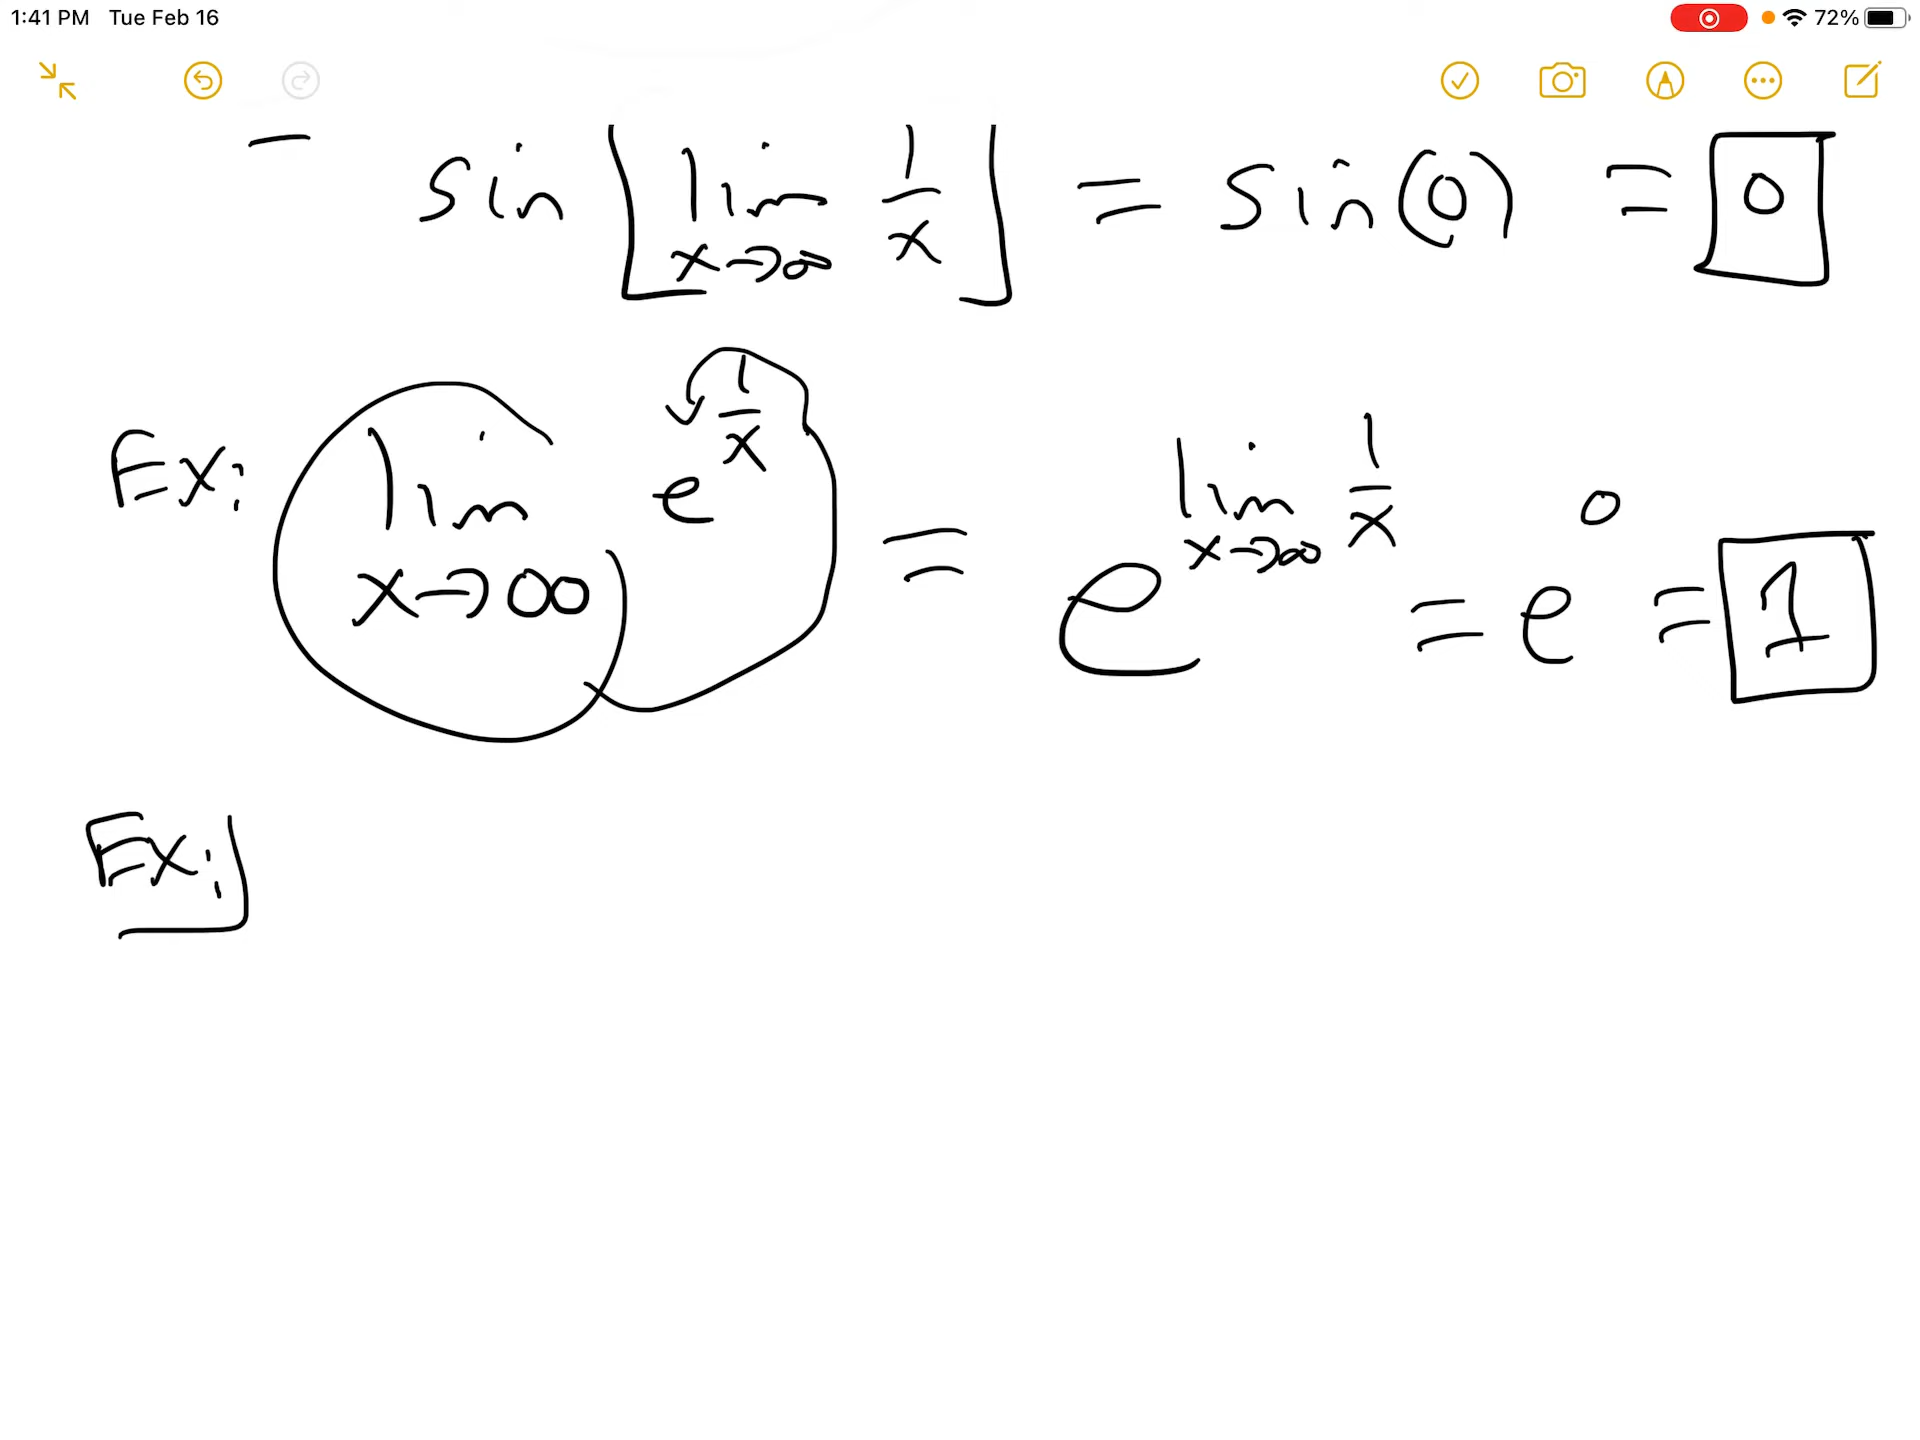 1:41 PM Tue Feb 16 72%
= sin [lim x→∞ 1/x] = sin(0) = 0
Ex: lim x→∞ e^(1/x) = e^(lim x→∞ 1/x) = e^0 = 1
Ex: